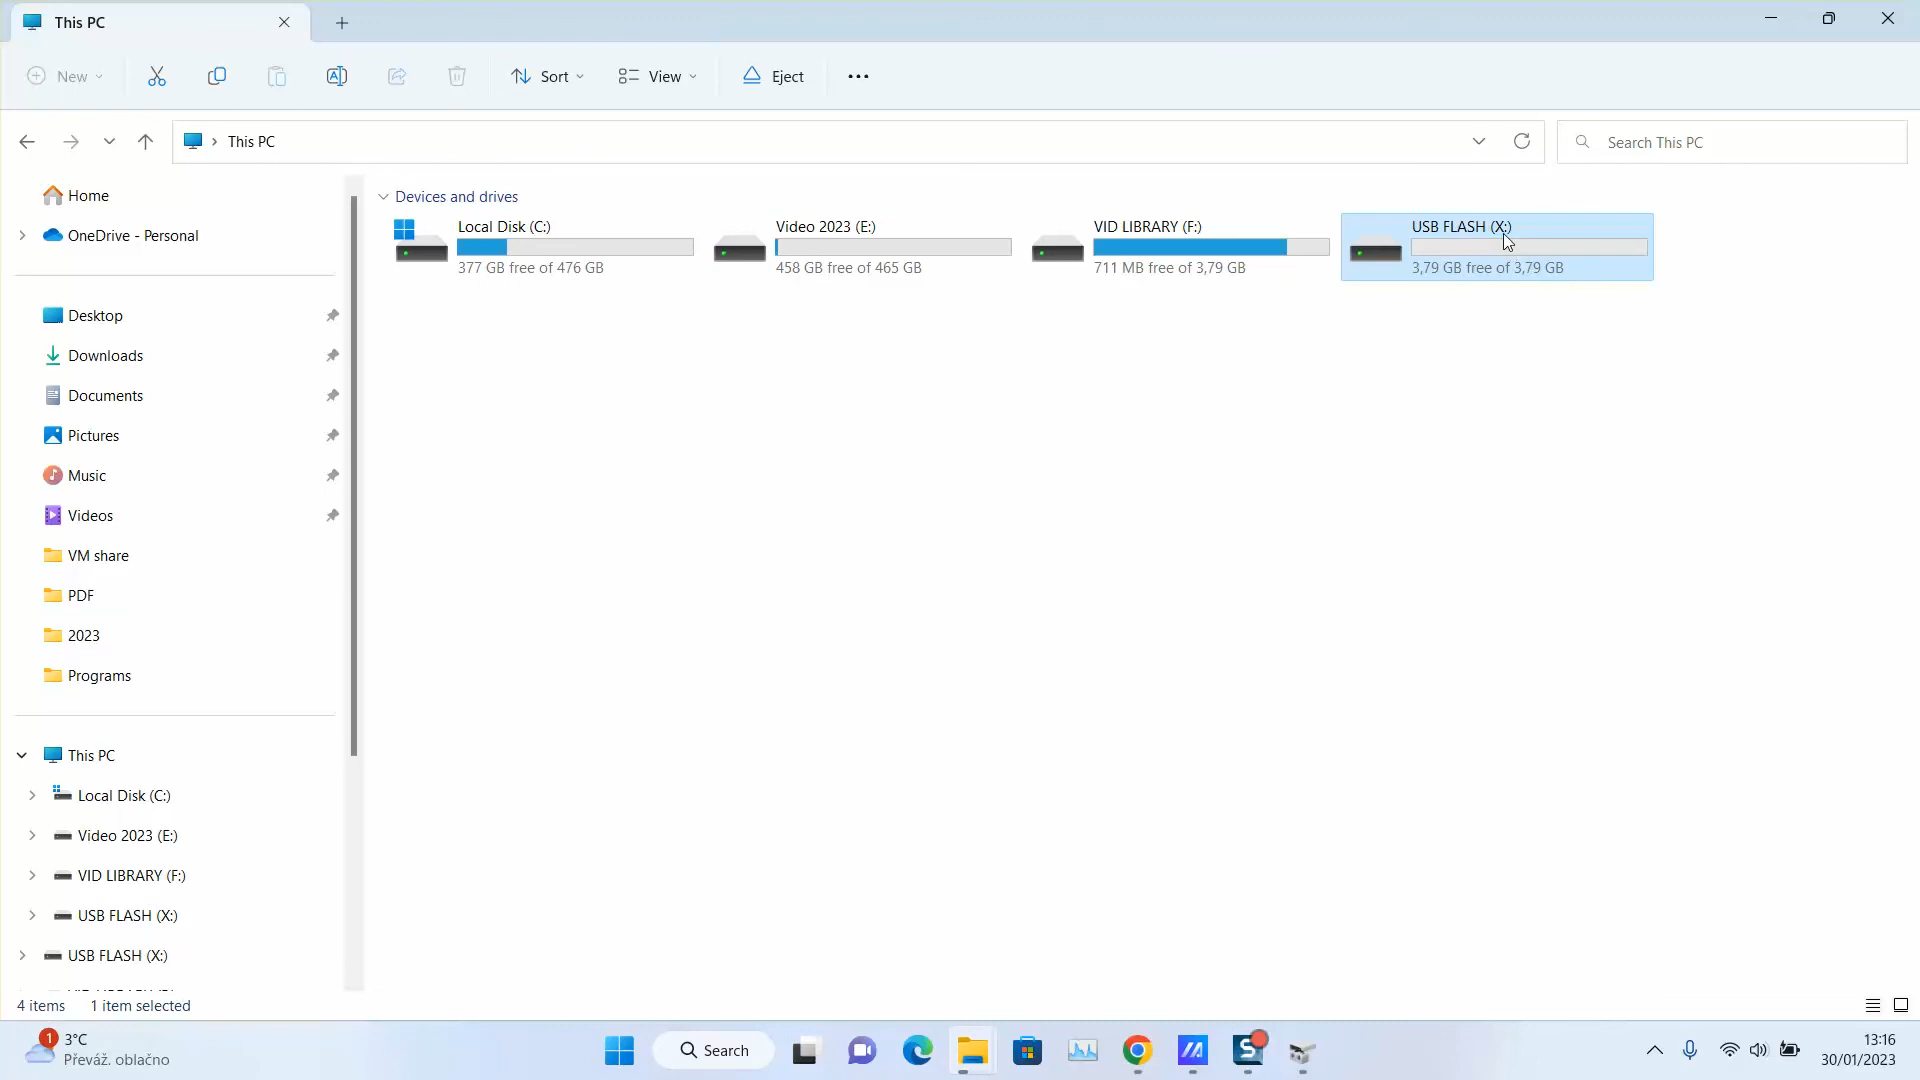 This PC
New
Sort
View
Eject
This PC
Search This PC
Home
OneDrive - Personal
Desktop
Downloads
Documents
Pictures
Music
Videos
VM share
PDF
2023
Programs
This PC
Local Disk (C:)
Video 2023 (E:)
VID LIBRARY (F:)
USB FLASH (X:)
USB FLASH (X:)
Devices and drives
Local Disk (C:)
377 GB free of 476 GB
Video 2023 (E:)
458 GB free of 465 GB
VID LIBRARY (F:)
711 MB free of 3,79 GB
USB FLASH (X:)
3,79 GB free of 3,79 GB
4 items
1 item selected
1
3°C
Převáž. oblačno
Search
13:16
30/01/2023